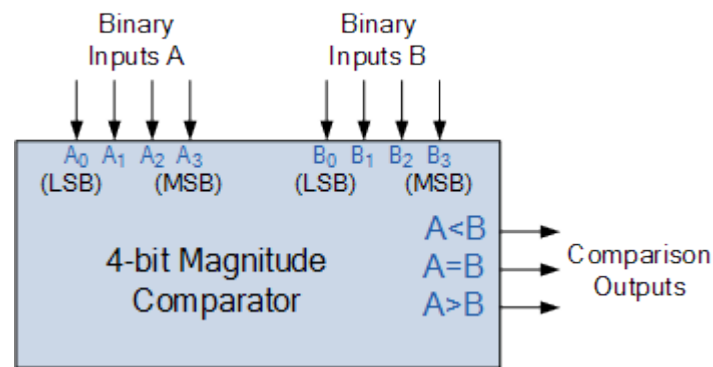 Binary
Inputs A
Binary
Inputs B
A₀ A₁ A₂ A₃
(LSB) (MSB)
B₀ B₁ B₂ B₃
(LSB) (MSB)
4-bit Magnitude
Comparator
A<B
A=B
A>B
Comparison
Outputs